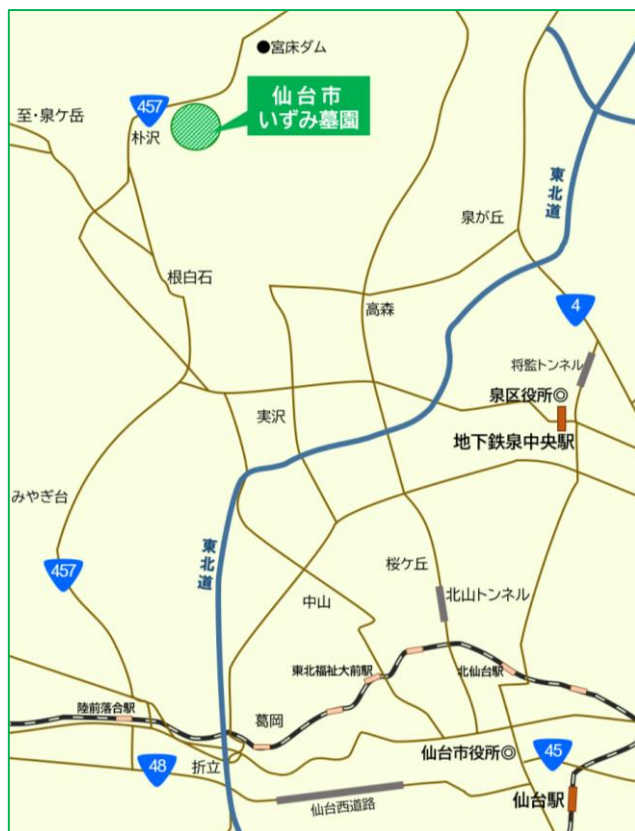 ●宮床ダム
仙台市
いずみ墓園
457
至・泉ケ岳
朴沢
東北道
泉が丘
根白石
高森
4
将監トンネル
泉区役所◎
実沢
地下鉄泉中央駅
みやぎ台
東北道
桜ケ丘
457
北山トンネル
中山
東北福祉大前駅
北仙台駅
陸前落合駅
葛岡
仙台市役所◎
45
折立
48
仙台駅
仙台西道路